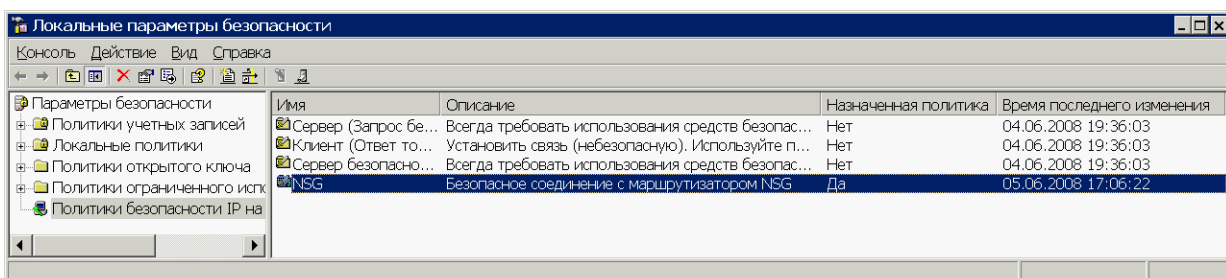 Локальные параметры безопасности
Консоль Действие Вид Справка
Параметры безопасности
Политики учетных записей
Локальные политики
Политики открытого ключа
Политики ограниченного исп
Политики безопасности IP на
Имя Описание Назначенная политика Время последнего изменения
Сервер (Запрос бе... Всегда требовать использования средств безопас... Нет 04.06.2008 19:36:03
Клиент (Ответ то... Установить связь (небезопасную). Используйте п... Нет 04.06.2008 19:36:03
Сервер безопасно... Всегда требовать использования средств безопас... Нет 04.06.2008 19:36:03
NSG Безопасное соединение с маршрутизатором NSG Да 05.06.2008 17:06:22